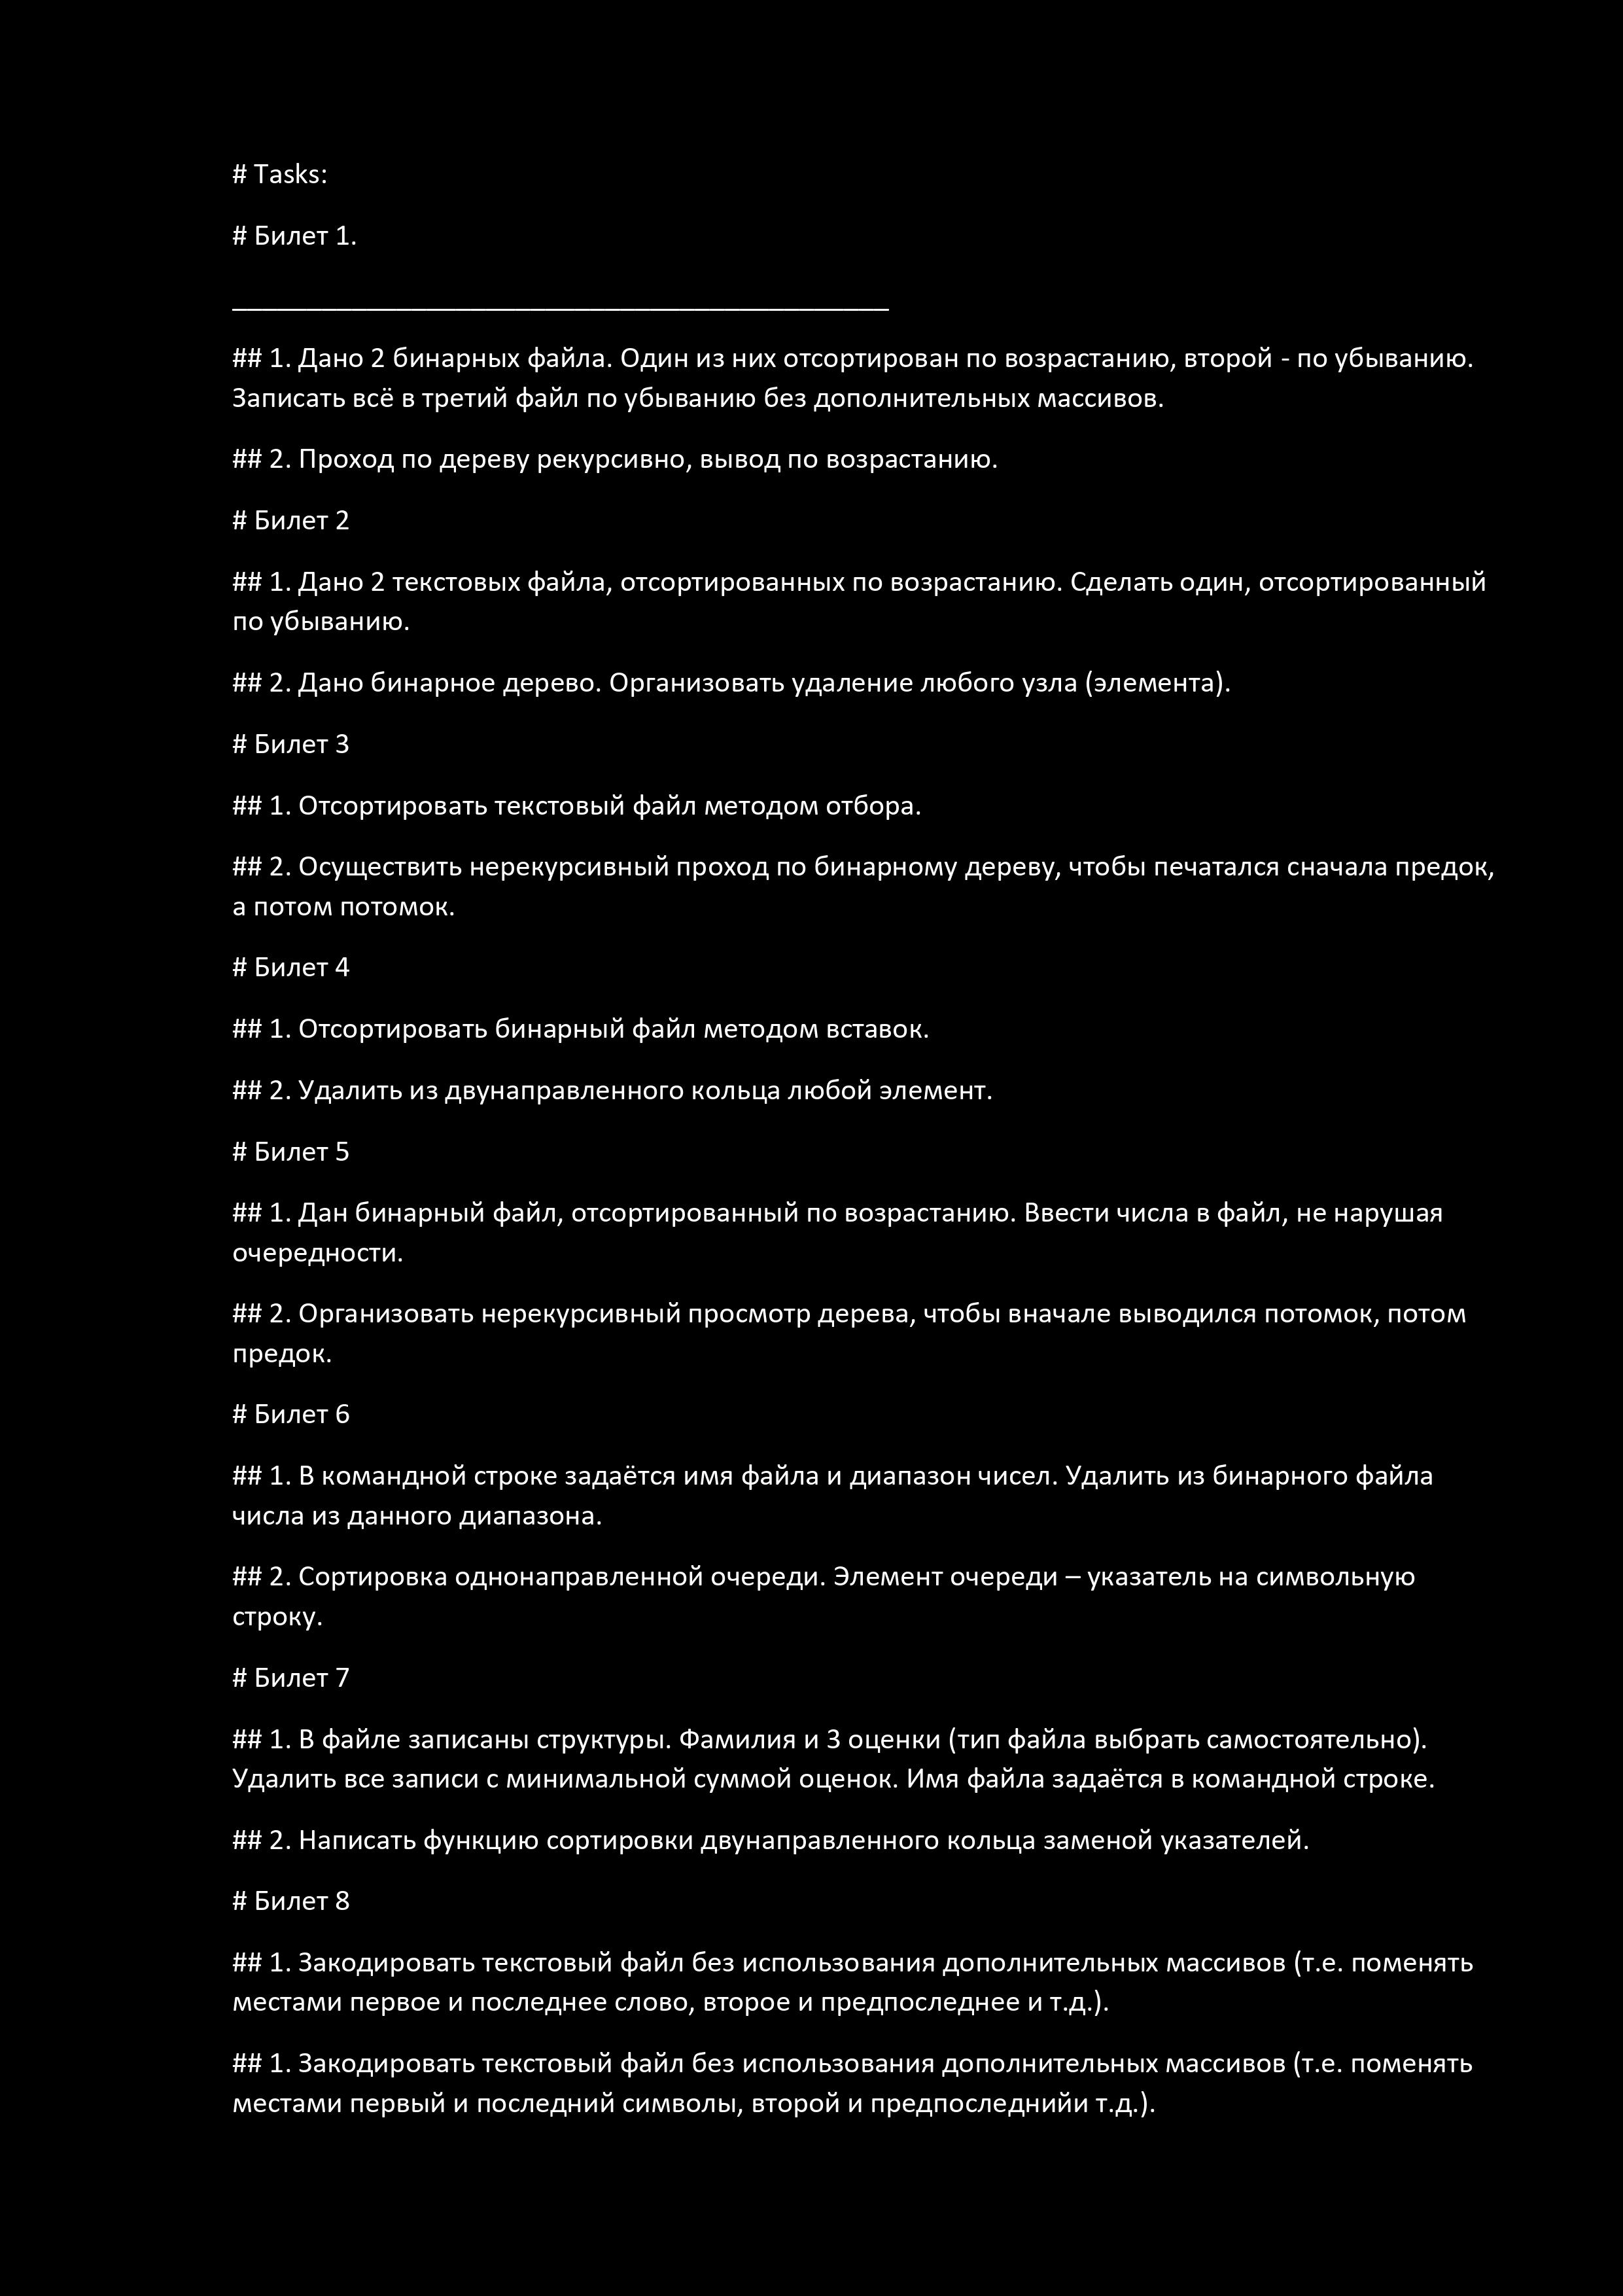 # Tasks:
# Билет 1.
____________________________________________
## 1. Дано 2 бинарных файла. Один из них отсортирован по возрастанию, второй - по убыванию.
Записать всё в третий файл по убыванию без дополнительных массивов.
## 2. Проход по дереву рекурсивно, вывод по возрастанию.
# Билет 2
## 1. Дано 2 текстовых файла, отсортированных по возрастанию. Сделать один, отсортированный
по убыванию.
## 2. Дано бинарное дерево. Организовать удаление любого узла (элемента).
# Билет 3
## 1. Отсортировать текстовый файл методом отбора.
## 2. Осуществить нерекурсивный проход по бинарному дереву, чтобы печатался сначала предок,
а потом потомок.
# Билет 4
## 1. Отсортировать бинарный файл методом вставок.
## 2. Удалить из двунаправленного кольца любой элемент.
# Билет 5
## 1. Дан бинарный файл, отсортированный по возрастанию. Ввести числа в файл, не нарушая
очередности.
## 2. Организовать нерекурсивный просмотр дерева, чтобы вначале выводился потомок, потом
предок.
# Билет 6
## 1. В командной строке задаётся имя файла и диапазон чисел. Удалить из бинарного файла
числа из данного диапазона.
## 2. Сортировка однонаправленной очереди. Элемент очереди – указатель на символьную
строку.
# Билет 7
## 1. В файле записаны структуры. Фамилия и 3 оценки (тип файла выбрать самостоятельно).
Удалить все записи с минимальной суммой оценок. Имя файла задаётся в командной строке.
## 2. Написать функцию сортировки двунаправленного кольца заменой указателей.
# Билет 8
## 1. Закодировать текстовый файл без использования дополнительных массивов (т.е. поменять
местами первое и последнее слово, второе и предпоследнее и т.д.).
## 1. Закодировать текстовый файл без использования дополнительных массивов (т.е. поменять
местами первый и последний символы, второй и предпоследнийи т.д.).